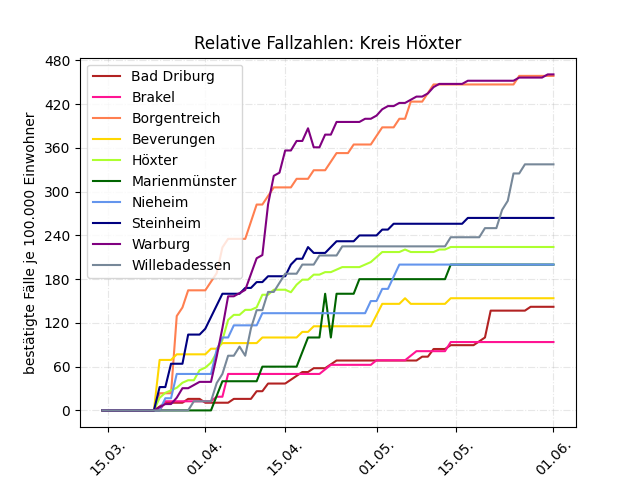 Relative Fallzahlen: Kreis Höxter
bestätigte Fälle je 100.000 Einwohner
480
420
360
300
240
180
120
60
0
Bad Driburg
Brakel
Borgentreich
Beverungen
Höxter
Marienmünster
Nieheim
Steinheim
Warburg
Willebadessen
15.03.
01.04.
15.04.
01.05.
15.05.
01.06.